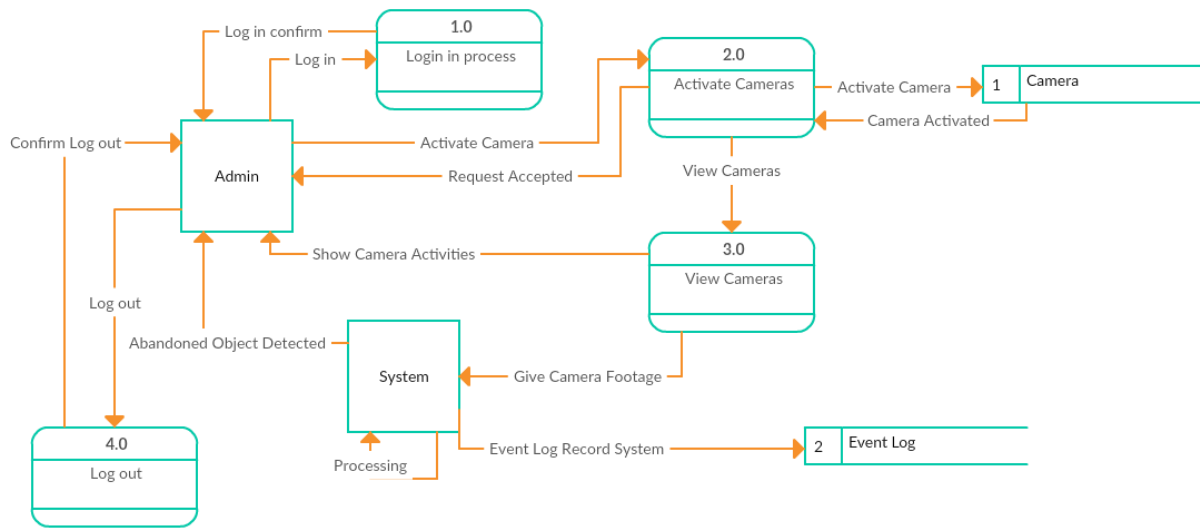 1.0
Login in process
Log in confirm
Log in
2.0
Activate Cameras
Activate Camera
1
Camera
Camera Activated
Confirm Log out
Admin
Activate Camera
Request Accepted
View Cameras
Show Camera Activities
3.0
View Cameras
Log out
Abandoned Object Detected
System
Give Camera Footage
4.0
Log out
Processing
Event Log Record System
2
Event Log